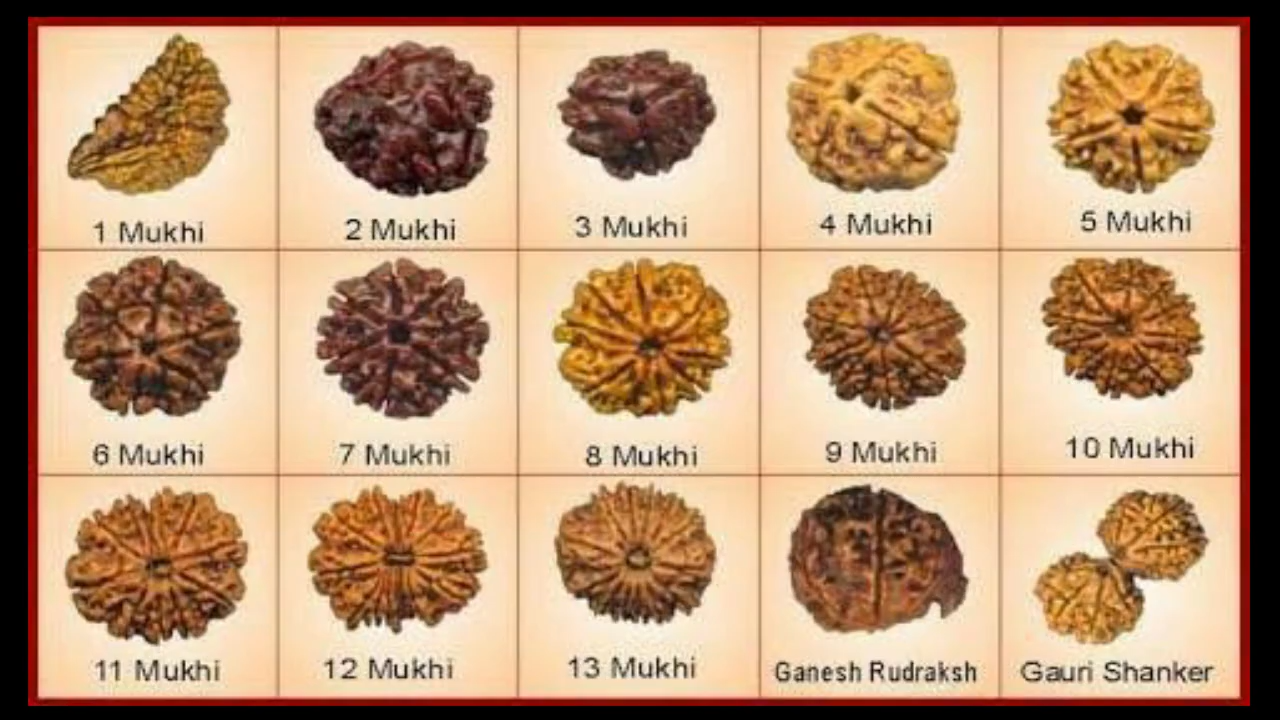 1 Mukhi
2 Mukhi
3 Mukhi
4 Mukhi
5 Mukhi
6 Mukhi
7 Mukhi
8 Mukhi
9 Mukhi
10 Mukhi
11 Mukhi
12 Mukhi
13 Mukhi
Ganesh Rudraksh
Gauri Shanker